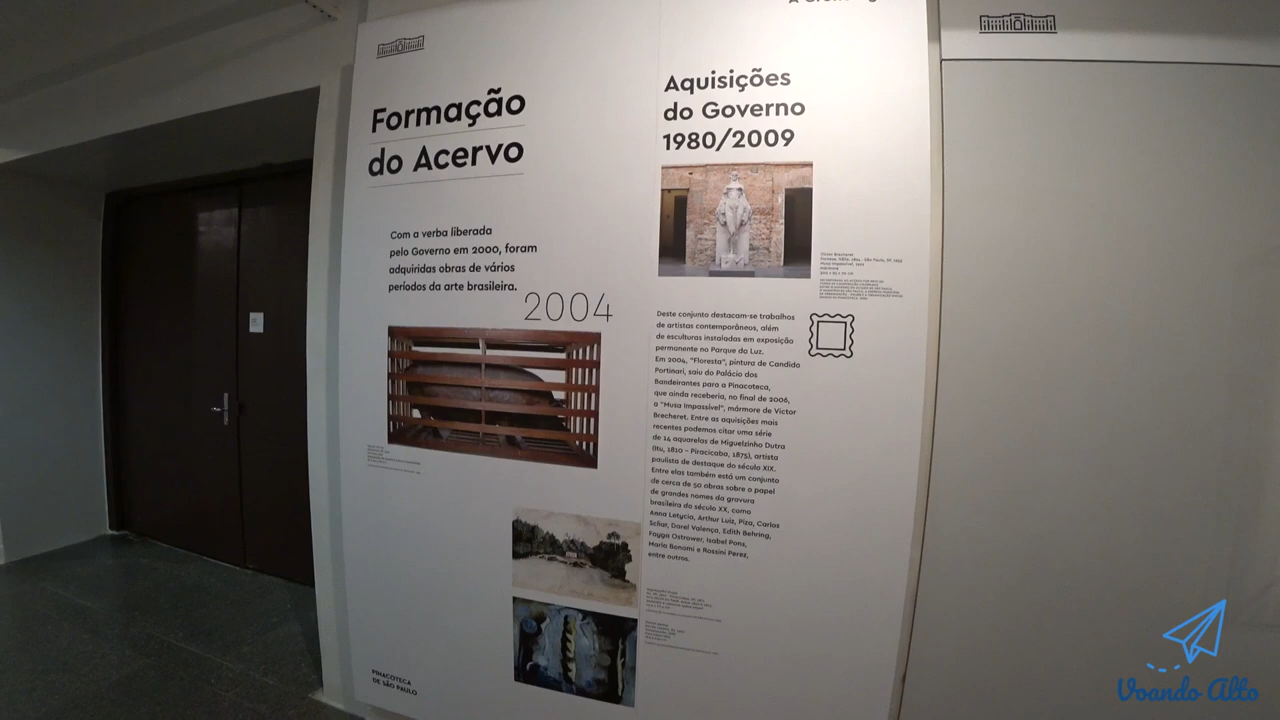 Formação
do Acervo
Com a verba liberada
pelo Governo em 2000, foram
adquiridas obras de vários
períodos da arte brasileira.
2004
PINACOTECA
DE SÃO PAULO
Aquisições
do Governo
1980/2009
Victor Brecheret
Musa Impassível
mármore
Deste conjunto destacam-se trabalhos
de artistas contemporâneos, além
de esculturas instaladas em exposição
permanente no Parque da Luz.
Em 2004, "Floresta", pintura de Candido
Portinari, saiu do Palácio dos
Bandeirantes para a Pinacoteca,
que ainda receberia, no final de 2006,
a "Musa Impassível", mármore de Victor
Brecheret. Entre as aquisições mais
recentes podemos citar uma série
de 14 aquarelas de Miguelzinho Dutra
(Itu, 1810 – Piracicaba, 1875), artista
paulista de destaque do século XIX.
Entre elas também está um conjunto
de cerca de 50 obras sobre o papel
de grandes nomes da gravura
brasileira do século XX, como
Anna Letycia, Arthur Luiz, Piza, Carlos
Scliar, Darel Valença, Edith Behring,
Fayga Ostrower, Isabel Pons,
Maria Bonomi e Rossini Perez,
entre outros.
Voando Alto